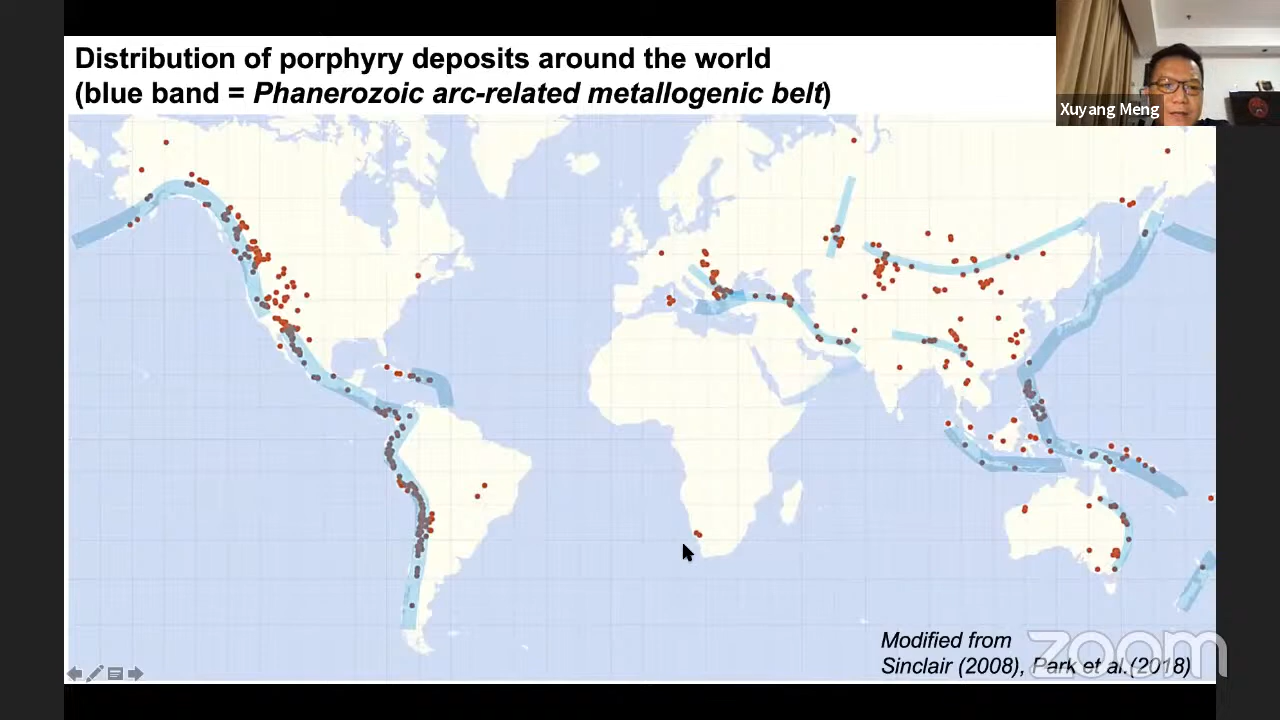 Distribution of porphyry deposits around the world
(blue band = Phanerozoic arc-related metallogenic belt)
Xuyang Meng
Modified from
Sinclair (2008), Park et al.(2018)
zoom